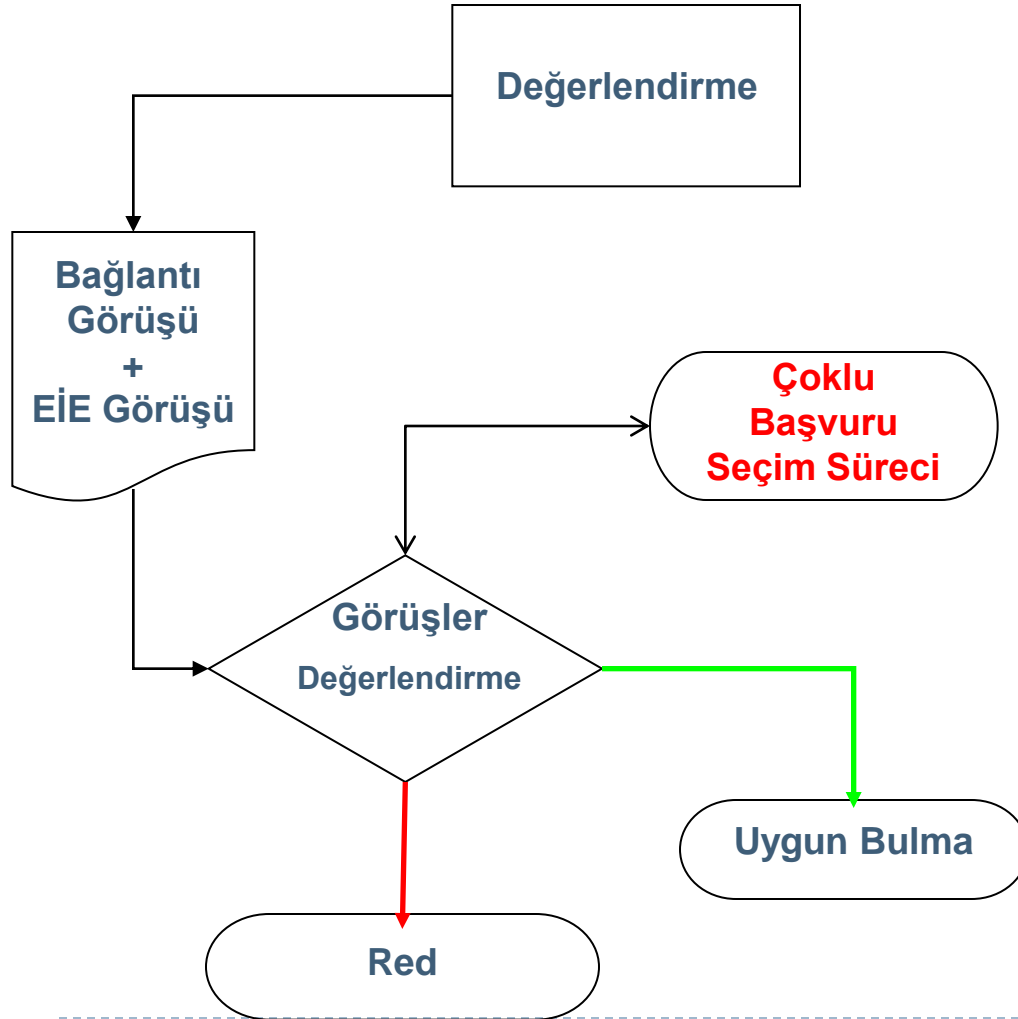 Değerlendirme
Bağlantı
Görüşü
+
EİE Görüşü
Çoklu
Başvuru
Seçim Süreci
Görüşler
Değerlendirme
Uygun Bulma
Red